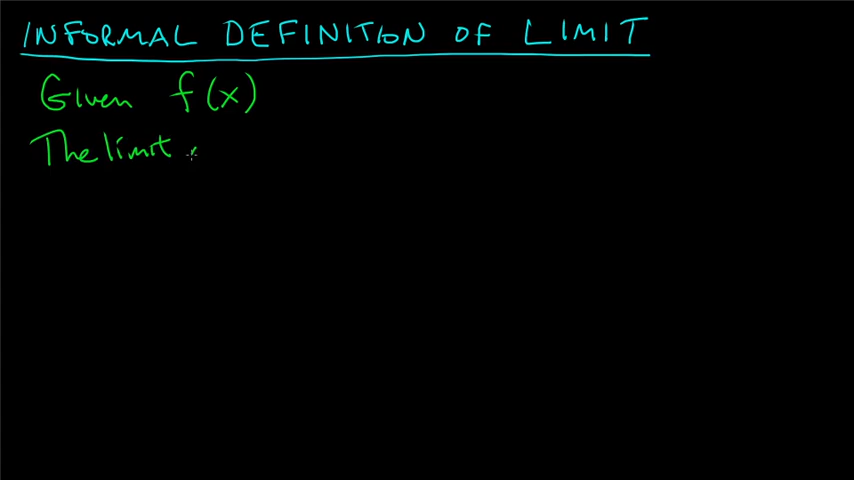 INFORMAL DEFINITION OF LIMIT
Given f(x)
The limit